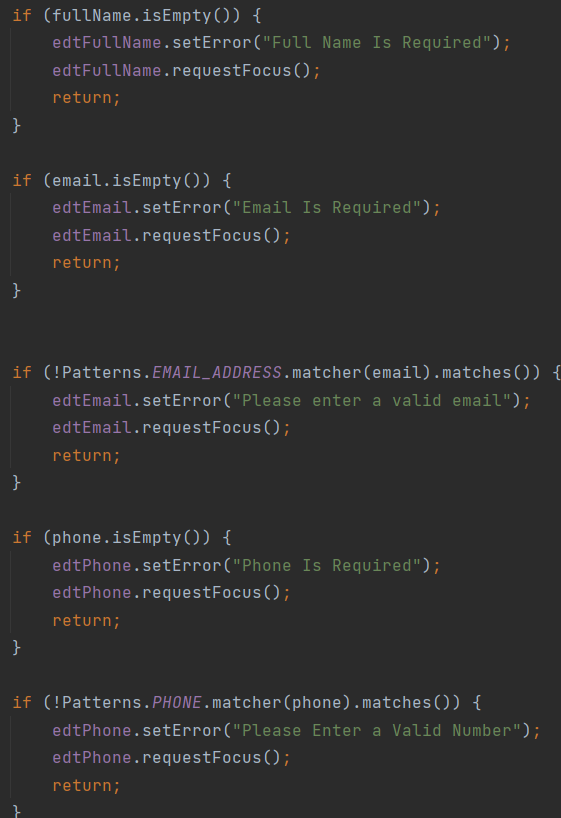 if (fullName.isEmpty()) {
    edtFullName.setError("Full Name Is Required");
    edtFullName.requestFocus();
    return;
}
if (email.isEmpty()) {
    edtEmail.setError("Email Is Required");
    edtEmail.requestFocus();
    return;
}
if (!Patterns.EMAIL_ADDRESS.matcher(email).matches()) {
    edtEmail.setError("Please enter a valid email");
    edtEmail.requestFocus();
    return;
}
if (phone.isEmpty()) {
    edtPhone.setError("Phone Is Required");
    edtPhone.requestFocus();
    return;
}
if (!Patterns.PHONE.matcher(phone).matches()) {
    edtPhone.setError("Please Enter a Valid Number");
    edtPhone.requestFocus();
    return;
}